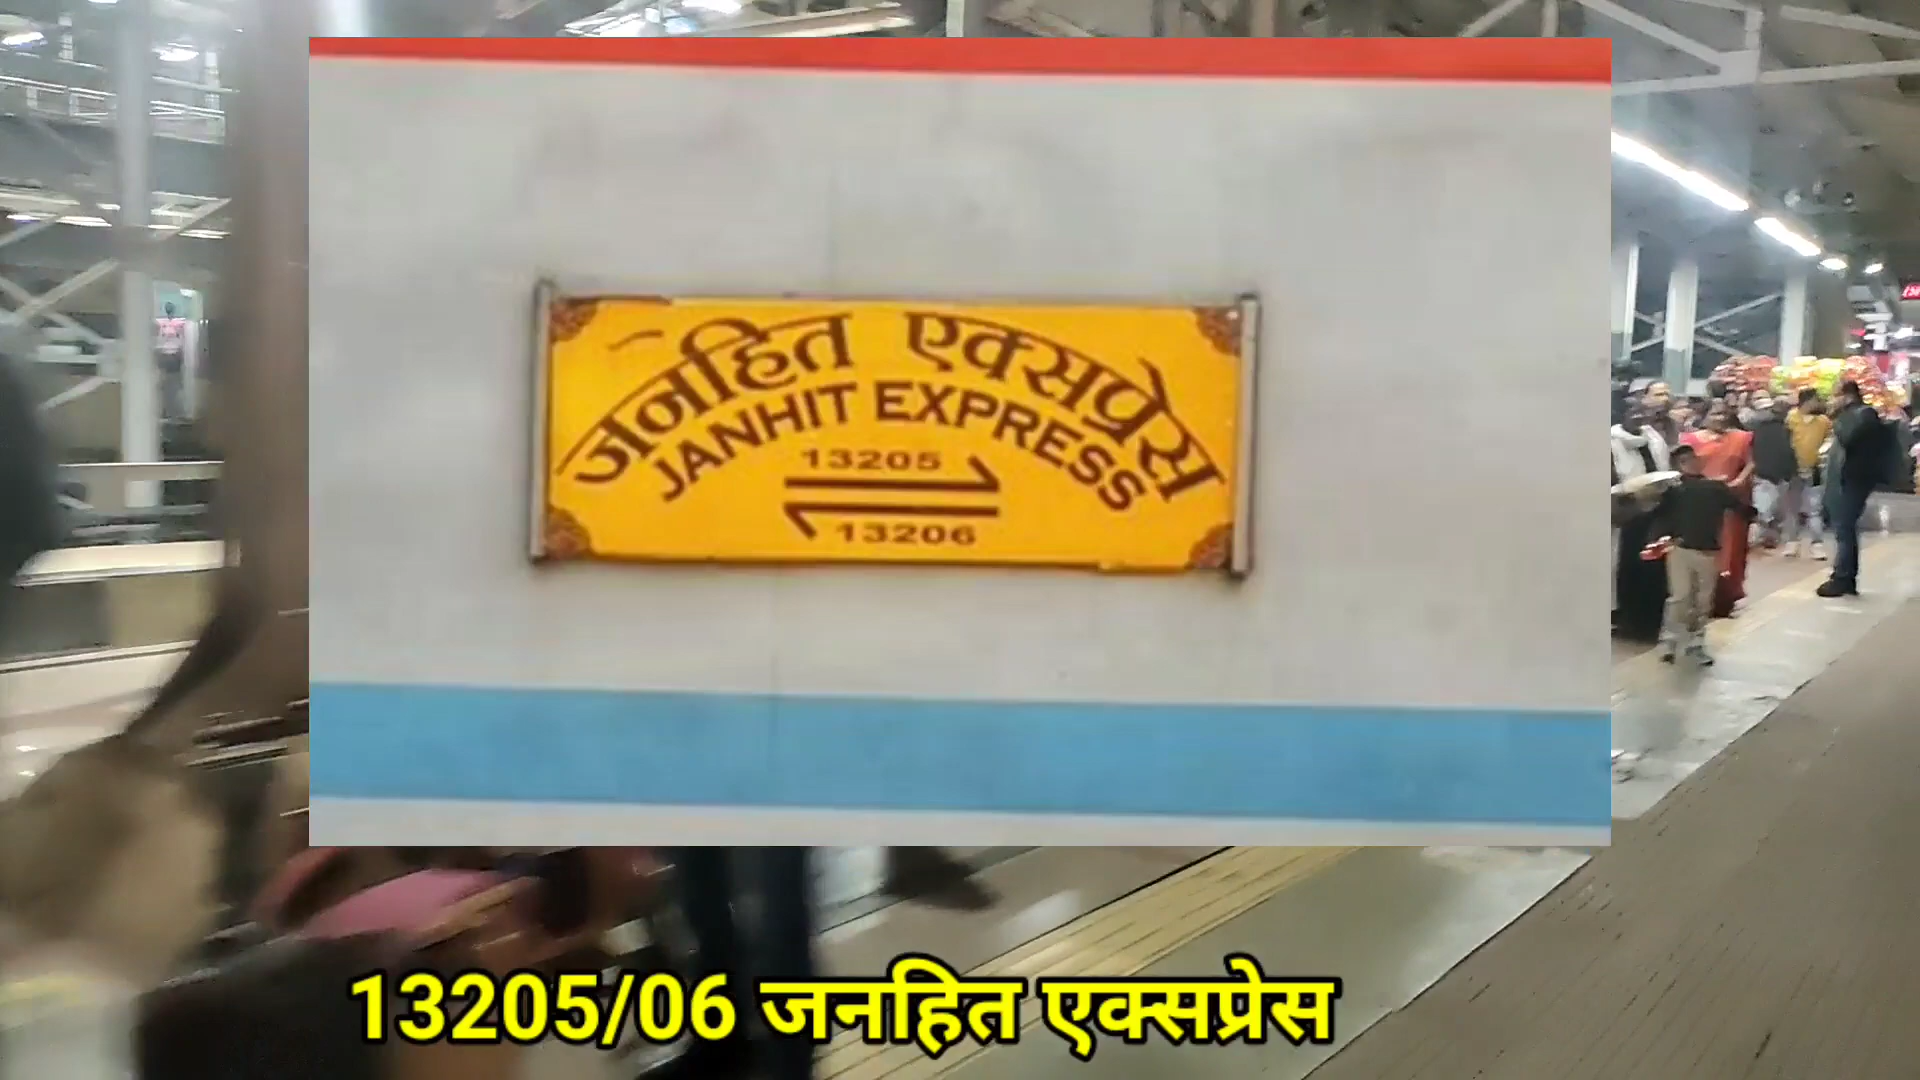 जनहित एक्सप्रेस
JANHIT EXPRESS
13205
13206
13205/06 जनहित एक्सप्रेस